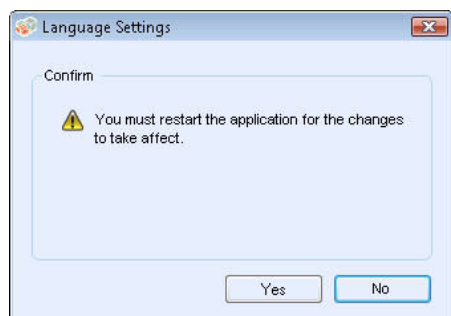 Language Settings
Confirm
You must restart the application for the changes
to take affect.
Yes
No